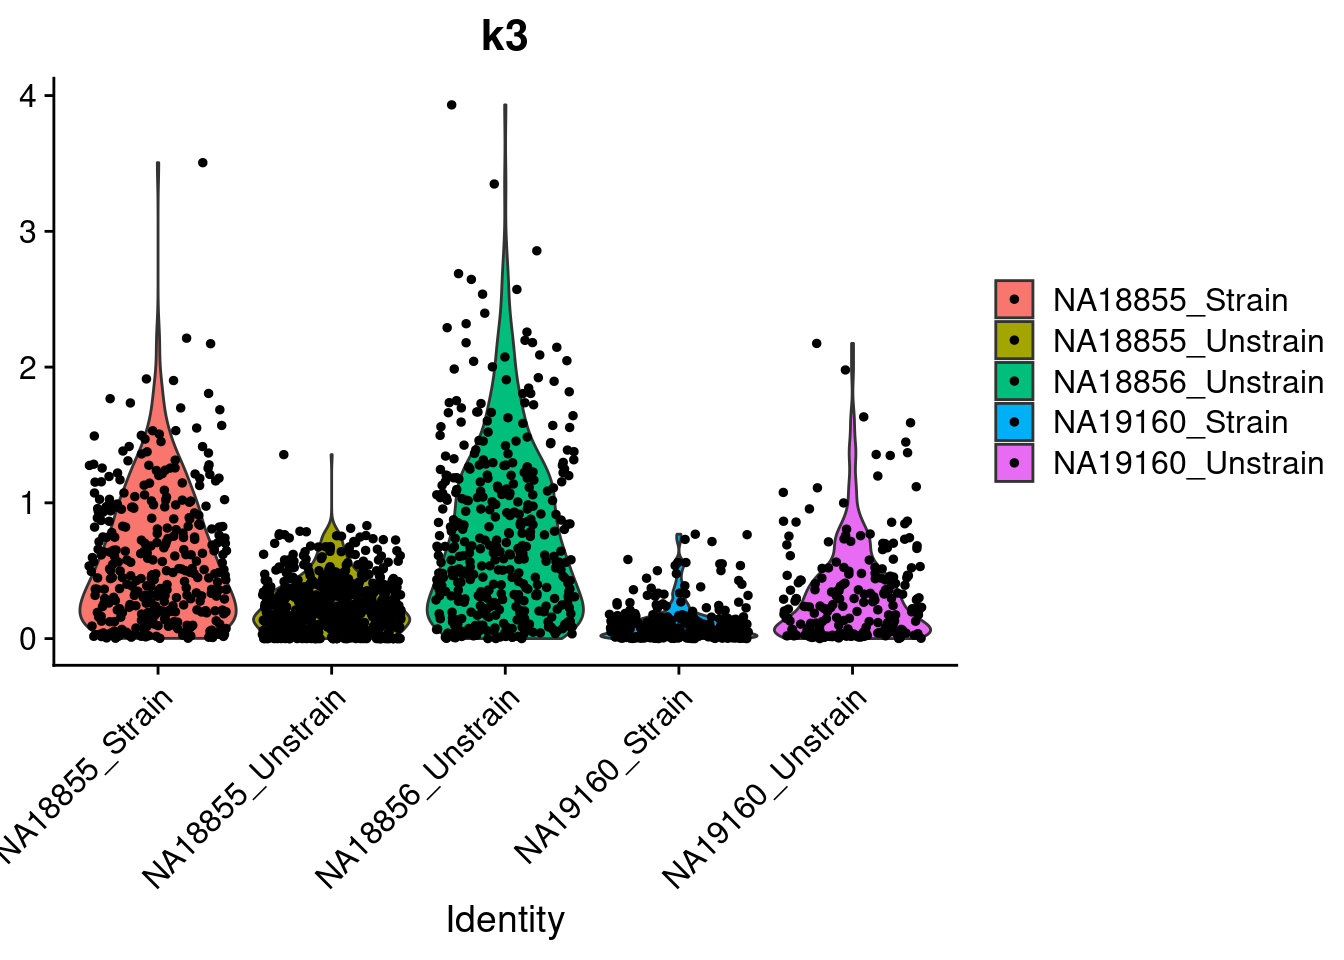 k3
4
3
2
1
0
NA18855_Strain
NA18855_Unstrain
NA18856_Unstrain
NA19160_Strain
NA19160_Unstrain
Identity
NA18855_Strain
NA18855_Unstrain
NA18856_Unstrain
NA19160_Strain
NA19160_Unstrain